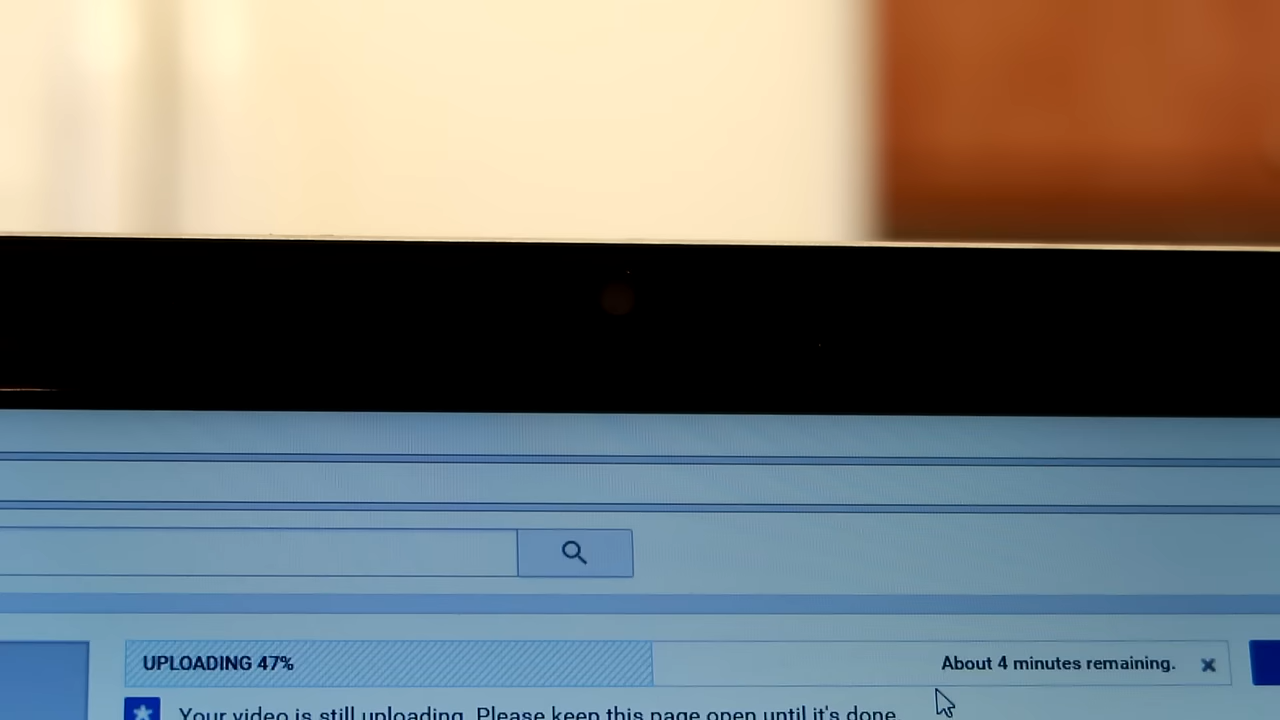 UPLOADING 47%
About 4 minutes remaining.
Your video is still uploading. Please keep this page open until it's done.